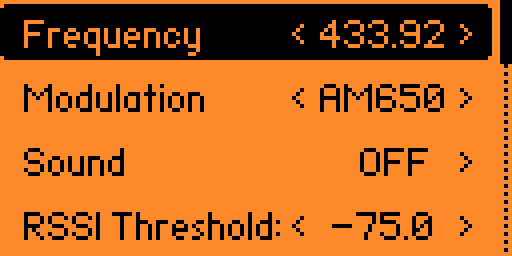 Frequency < 433.92 >
Modulation < AM650 >
Sound OFF >
RSSI Threshold: < -75.0 >